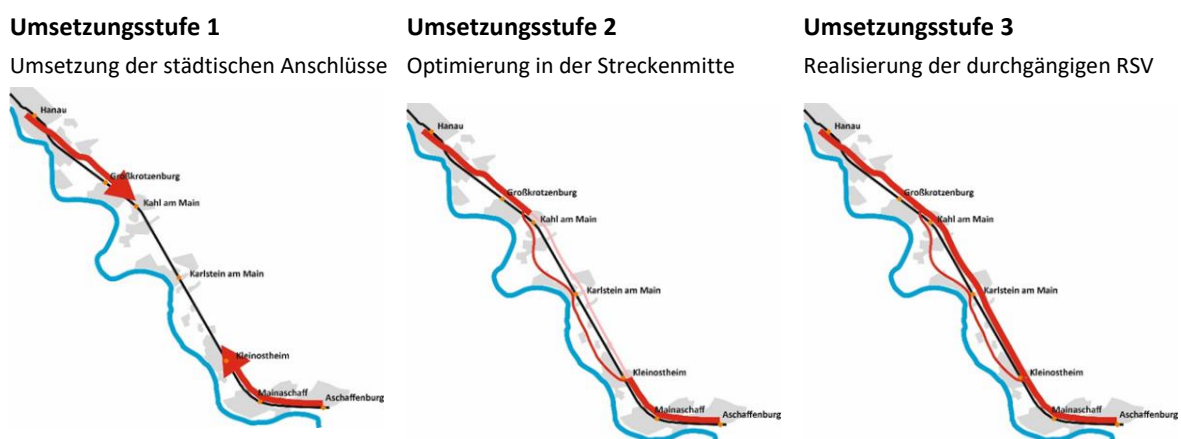 Umsetzungsstufe 1
Umsetzung der städtischen Anschlüsse
Hanau
Großkrotzenburg
Kahl am Main
Karlstein am Main
Kleinostheim
Mainaschaff
Aschaffenburg
Umsetzungsstufe 2
Optimierung in der Streckenmitte
Hanau
Großkrotzenburg
Kahl am Main
Karlstein am Main
Kleinostheim
Mainaschaff
Aschaffenburg
Umsetzungsstufe 3
Realisierung der durchgängigen RSV
Hanau
Großkrotzenburg
Kahl am Main
Karlstein am Main
Kleinostheim
Mainaschaff
Aschaffenburg